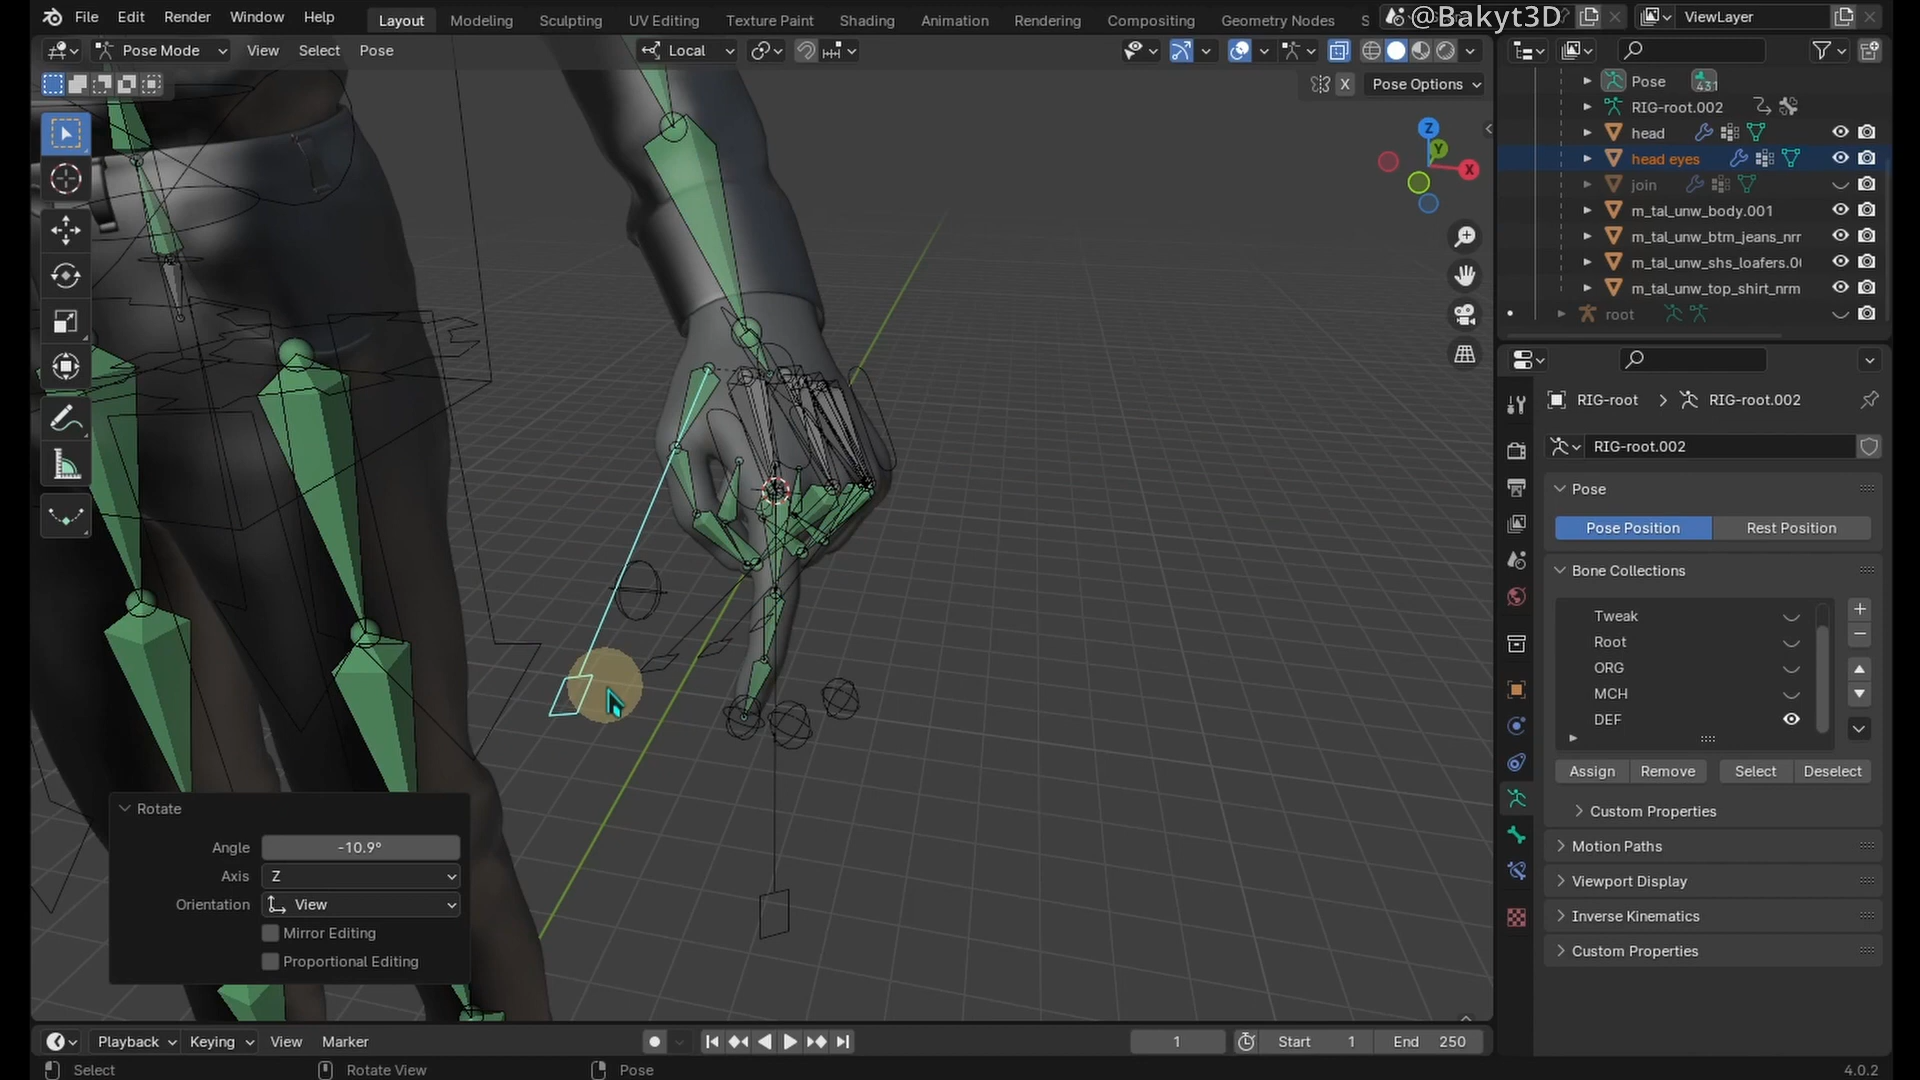 File Edit Render Window Help
Layout Modeling Sculpting UV Editing Texture Paint Shading Animation Rendering Compositing Geometry Nodes S
@Bakyt3D
ViewLayer
Pose Mode View Select Pose
Local
X Pose Options
Z
Y
X
Pose 431
RIG-root.002
head
head eyes
join
m_tal_unw_body.001
m_tal_unw_btm_jeans_nrr
m_tal_unw_shs_loafers.0
m_tal_unw_top_shirt_nrm
root
RIG-root > RIG-root.002
RIG-root.002
Pose
Pose Position Rest Position
Bone Collections
Tweak
Root
ORG
MCH
DEF
Assign Remove Select Deselect
Custom Properties
Motion Paths
Viewport Display
Inverse Kinematics
Custom Properties
Rotate
Angle -10.9°
Axis Z
Orientation View
Mirror Editing
Proportional Editing
Playback Keying View Marker
1 Start 1 End 250
Select Rotate View Pose
4.0.2